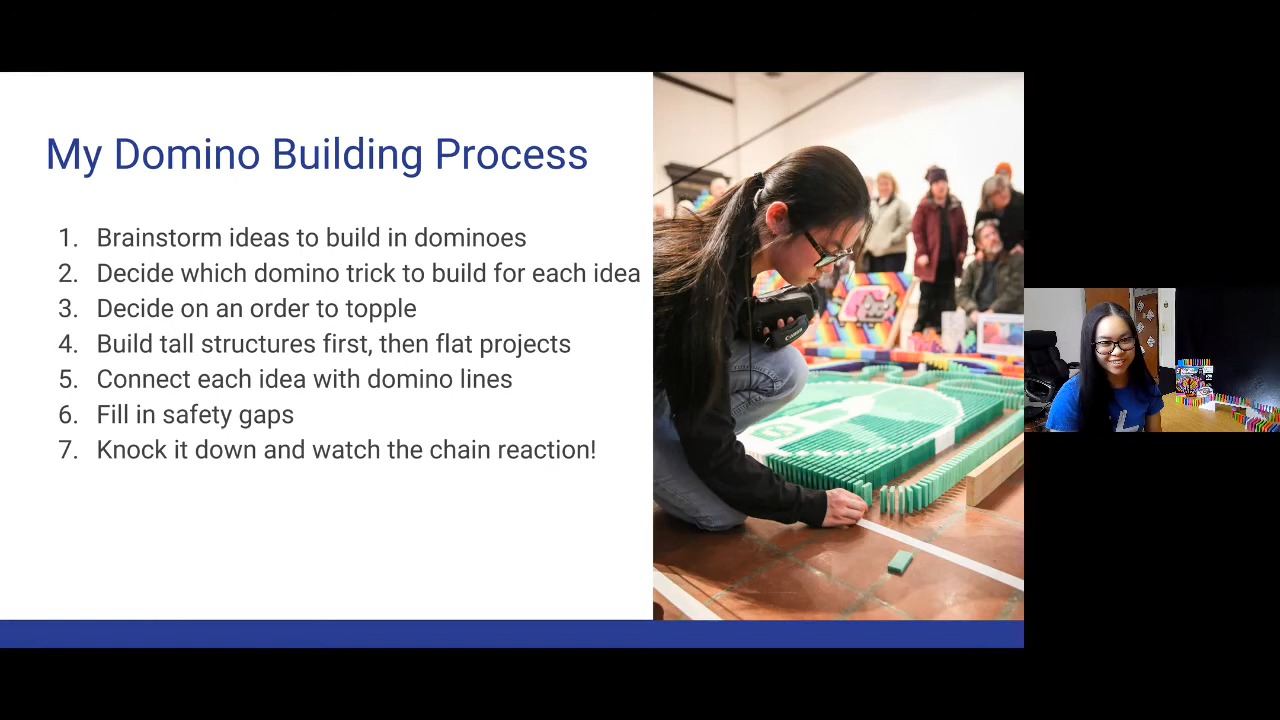 My Domino Building Process
1. Brainstorm ideas to build in dominoes
2. Decide which domino trick to build for each idea
3. Decide on an order to topple
4. Build tall structures first, then flat projects
5. Connect each idea with domino lines
6. Fill in safety gaps
7. Knock it down and watch the chain reaction!
Canon